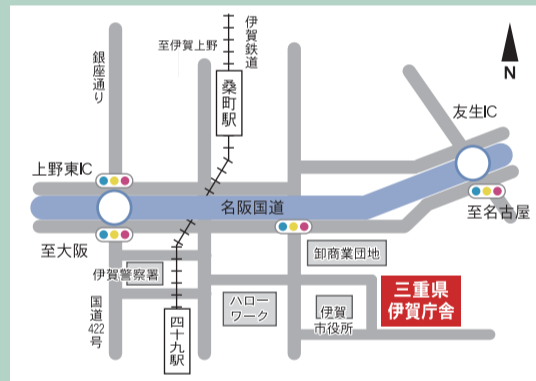 至伊賀上野
伊賀鉄道
銀座通り
桑町駅
N
友生IC
上野東IC
名阪国道
至名古屋
至大阪
卸商業団地
伊賀警察署
三重県
伊賀庁舎
国道422号
四十九駅
ハロー
ワーク
伊賀
市役所